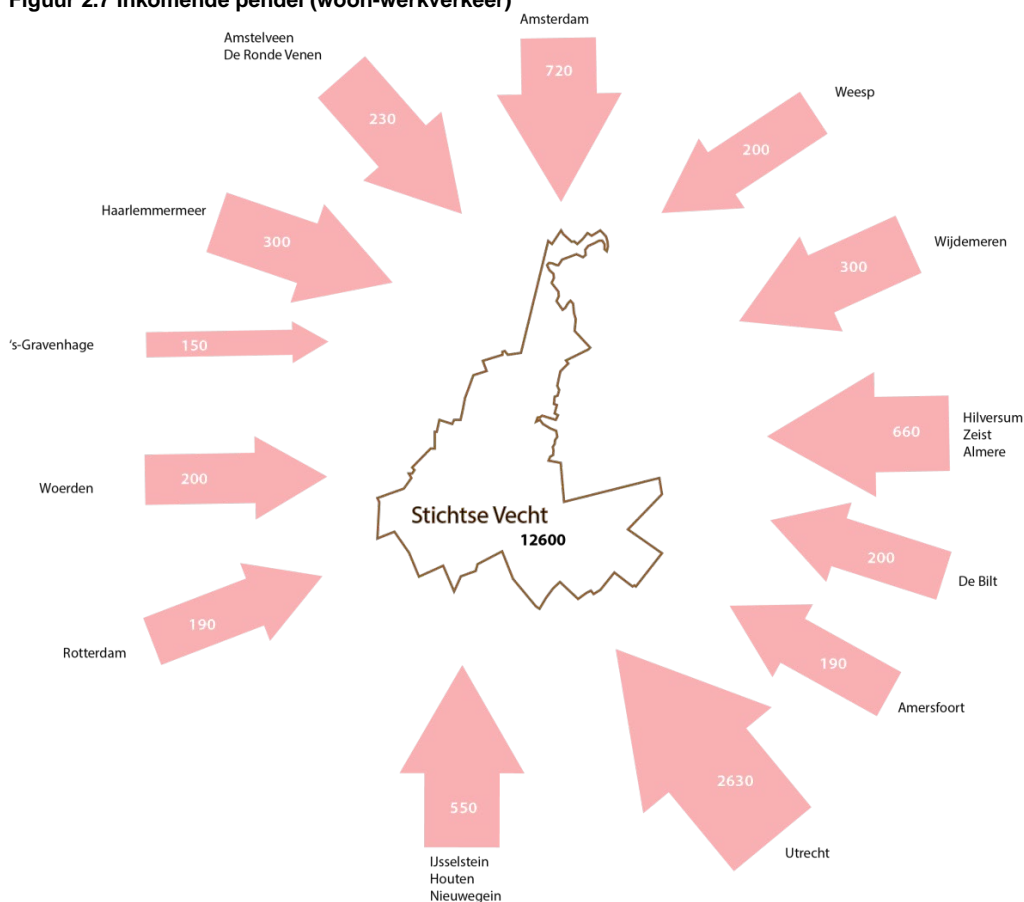 Figuur 2.7 Inkomende pendel (woon-werkverkeer)
Amsterdam
720
Amstelveen
De Ronde Venen
230
Weesp
200
Haarlemmermeer
300
Wijdemeren
300
's-Gravenhage
150
Hilversum
Zeist
Almere
660
Woerden
200
Stichtse Vecht
12600
De Bilt
200
Rotterdam
190
Amersfoort
190
Utrecht
2630
550
IJsselstein
Houten
Nieuwegein